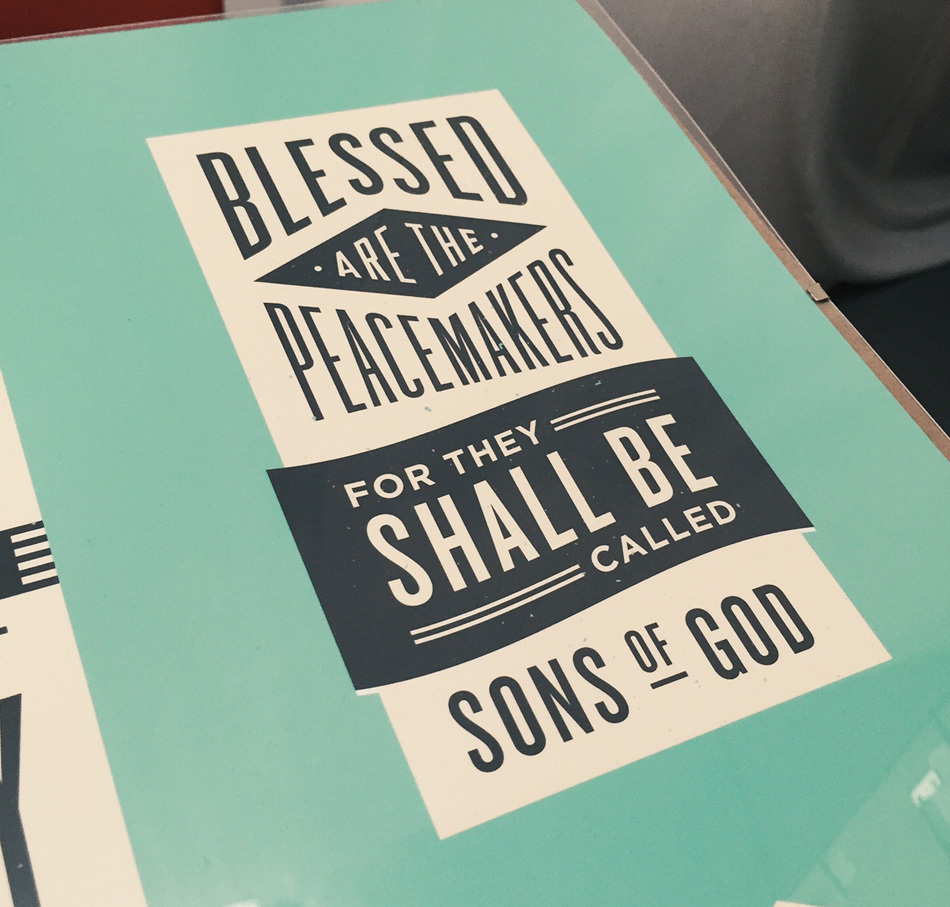 BLESSED
· ARE THE ·
PEACEMAKERS
FOR THEY
SHALL BE
CALLED
SONS OF GOD